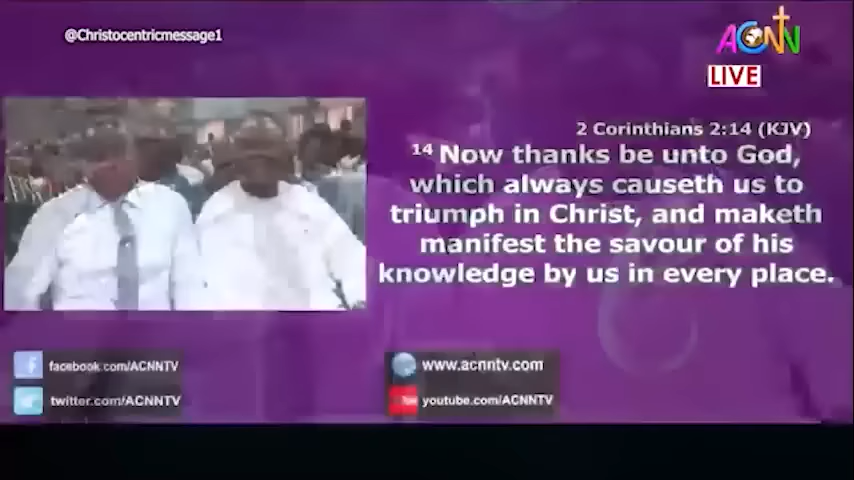 @Christocentricmessage1
ACNN
LIVE
2 Corinthians 2:14 (KJV)
14 Now thanks be unto God,
which always causeth us to
triumph in Christ, and maketh
manifest the savour of his
knowledge by us in every place.
facebook.com/ACNNTV
www.acnntv.com
twitter.com/ACNNTV
youtube.com/ACNNTV